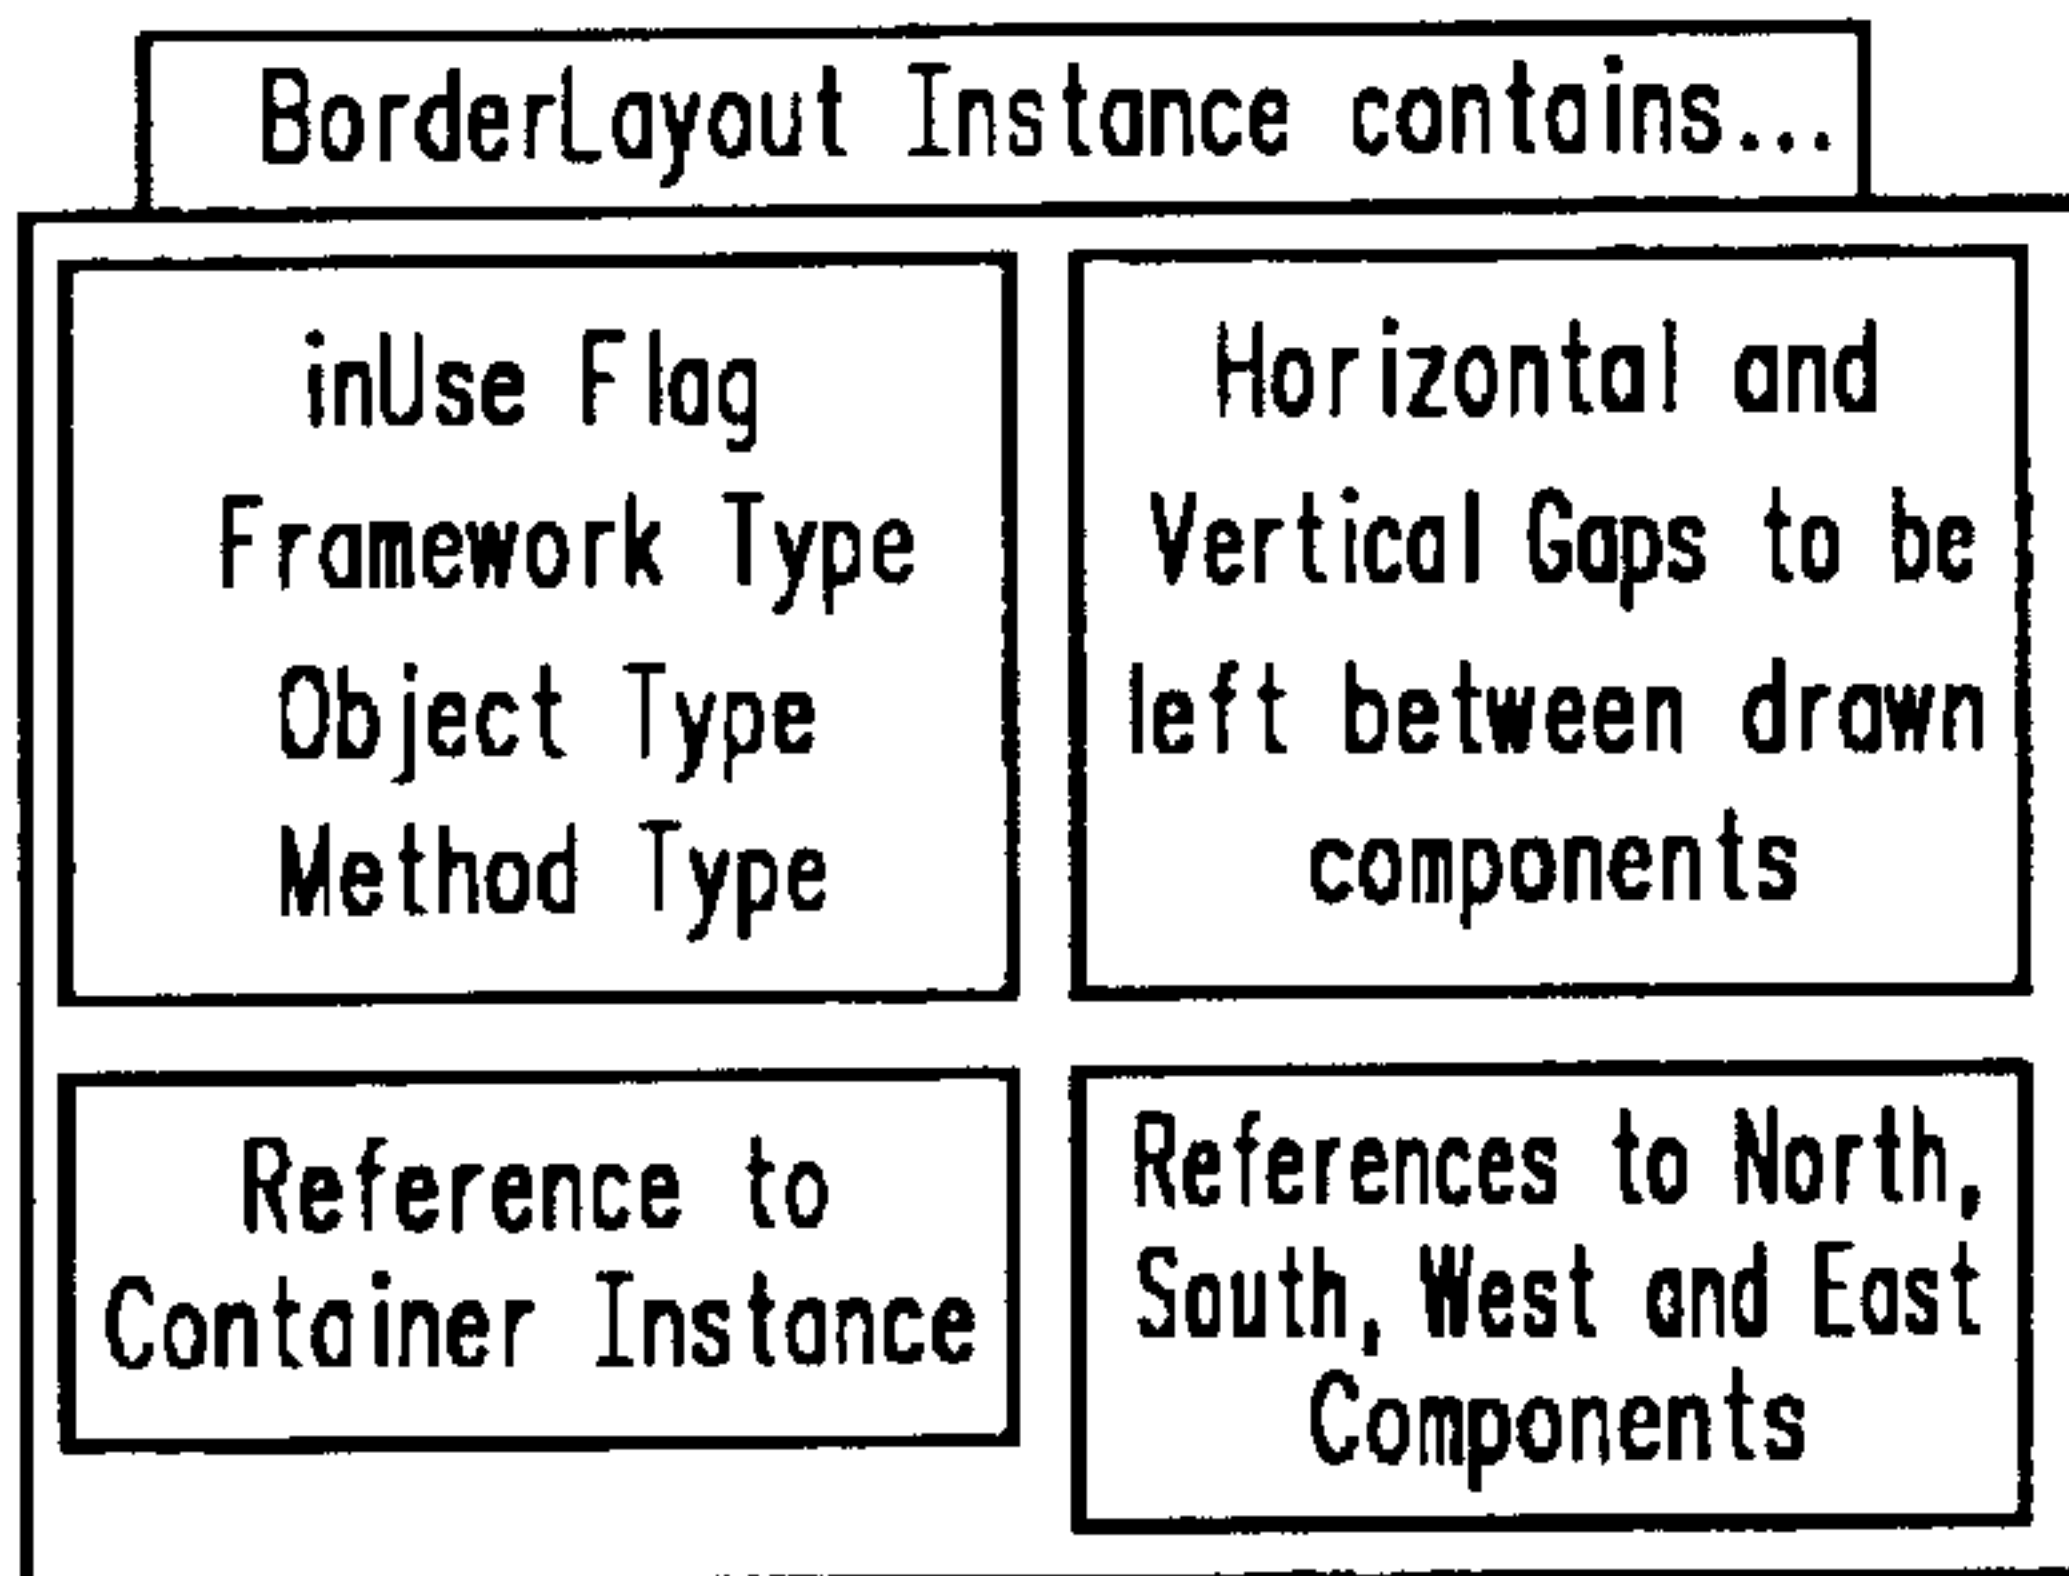 BorderLayout Instance contains...
inUse Flag
Framework Type
Object Type
Method Type
Horizontal and
Vertical Gaps to be
left between drawn
components
Reference to
Container Instance
References to North,
South, West and East
Components